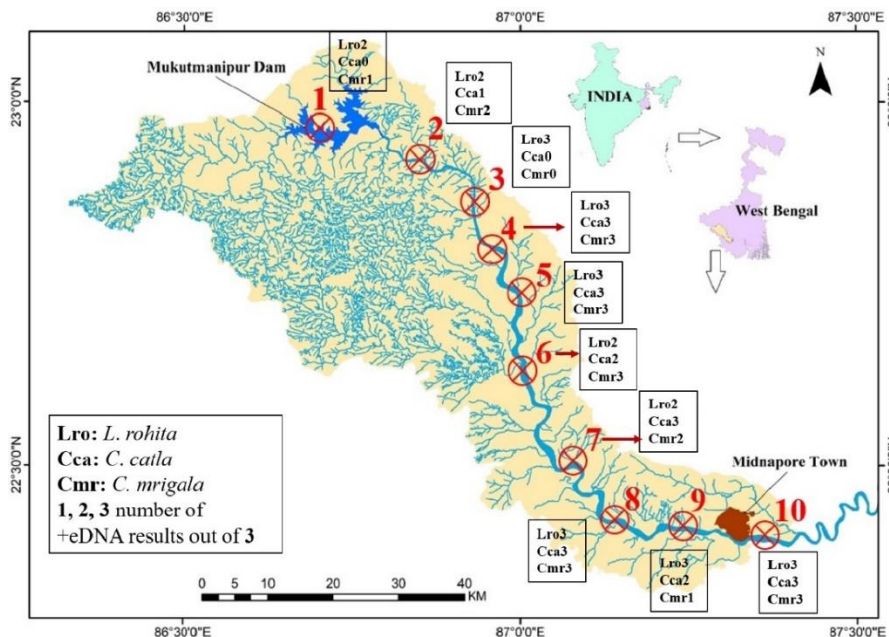 86°30'0"E
87°0'0"E
87°30'0"E
23°0'0"N
22°30'0"N
Mukutmanipur Dam
1
Lro2
Cca0
Cmr1
2
Lro2
Cca1
Cmr2
3
Lro3
Cca0
Cmr0
4
Lro3
Cca3
Cmr3
5
Lro3
Cca3
Cmr3
6
Lro2
Cca2
Cmr3
7
Lro2
Cca3
Cmr2
8
Lro3
Cca3
Cmr3
9
Lro3
Cca2
Cmr1
10
Lro3
Cca3
Cmr3
Midnapore Town
N
INDIA
West Bengal
Lro: L. rohita
Cca: C. catla
Cmr: C. mrigala
1, 2, 3 number of
+eDNA results out of 3
0 5 10 20 30 40
KM
86°30'0"E
87°0'0"E
87°30'0"E